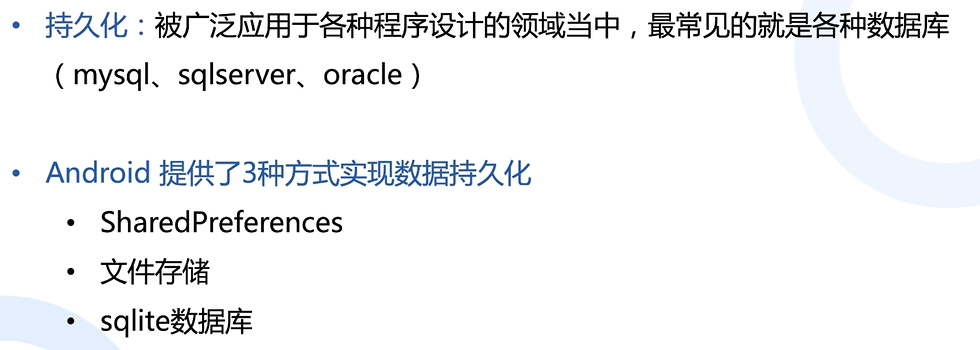 • 持久化：被广泛应用于各种程序设计的领域当中，最常见的就是各种数据库
（mysql、sqlserver、oracle）
• Android 提供了3种方式实现数据持久化
• SharedPreferences
• 文件存储
• sqlite数据库